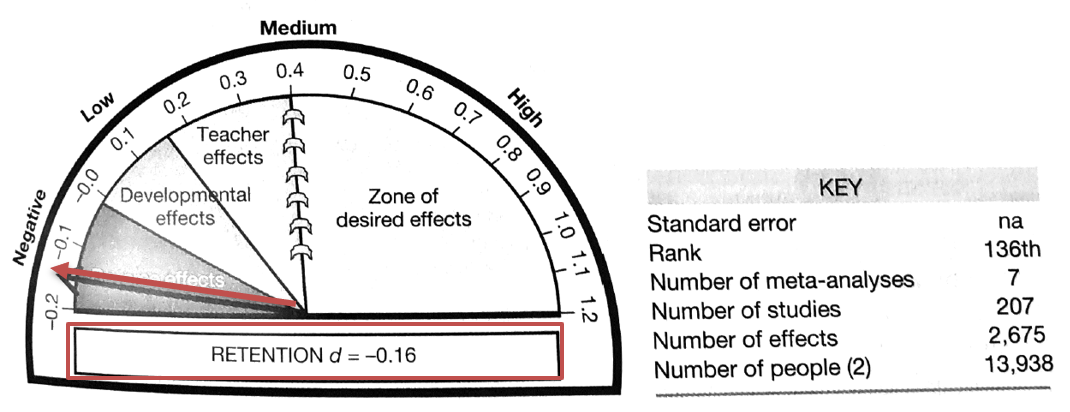 Medium
Low
High
Negative
-0.2
-0.1
-0.0
0.1
0.2
0.3
0.4
0.5
0.6
0.7
0.8
0.9
1.0
1.1
1.2
Teacher
effects
Developmental
effects
effects
Zone of
desired effects
RETENTION d = –0.16
KEY
Standard error na
Rank 136th
Number of meta-analyses 7
Number of studies 207
Number of effects 2,675
Number of people (2) 13,938